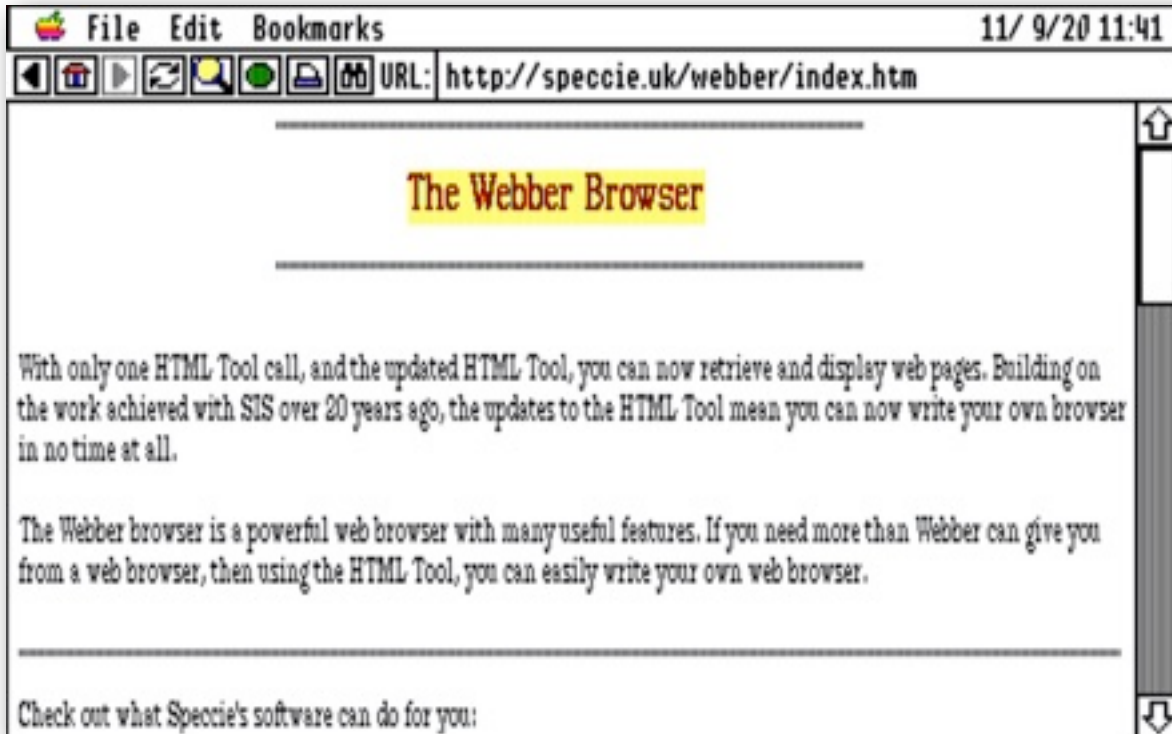 File Edit Bookmarks 11/ 9/20 11:41
URL: http://speccie.uk/webber/index.htm
The Webber Browser
With only one HTML Tool call, and the updated HTML Tool, you can now retrieve and display web pages. Building on
the work achieved with SIS over 20 years ago, the updates to the HTML Tool mean you can now write your own browser
in no time at all.
The Webber browser is a powerful web browser with many useful features. If you need more than Webber can give you
from a web browser, then using the HTML Tool, you can easily write your own web browser.
Check out what Speccie's software can do for you: